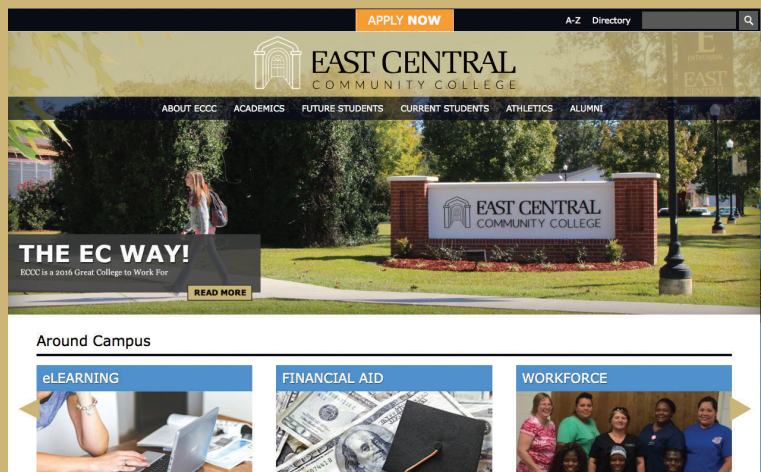 APPLY NOW
A-Z Directory
EAST CENTRAL
COMMUNITY COLLEGE
EAST
ABOUT ECCC ACADEMICS FUTURE STUDENTS CURRENT STUDENTS ATHLETICS ALUMNI
EAST CENTRAL
COMMUNITY COLLEGE
THE EC WAY!
ECCC is a 2016 Great College to Work For
READ MORE
Around Campus
eLEARNING FINANCIAL AID WORKFORCE